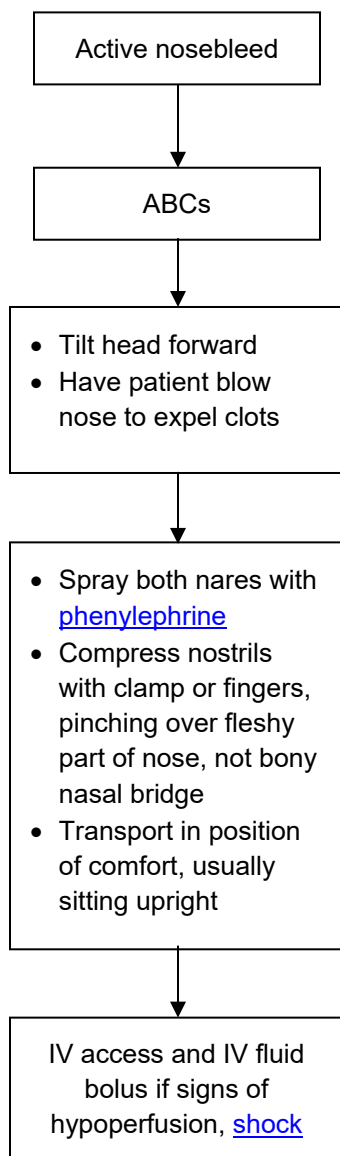 Active nosebleed
ABCs
• Tilt head forward
• Have patient blow
nose to expel clots
• Spray both nares with
phenylephrine
• Compress nostrils
with clamp or fingers,
pinching over fleshy
part of nose, not bony
nasal bridge
• Transport in position
of comfort, usually
sitting upright
IV access and IV fluid
bolus if signs of
hypoperfusion, shock